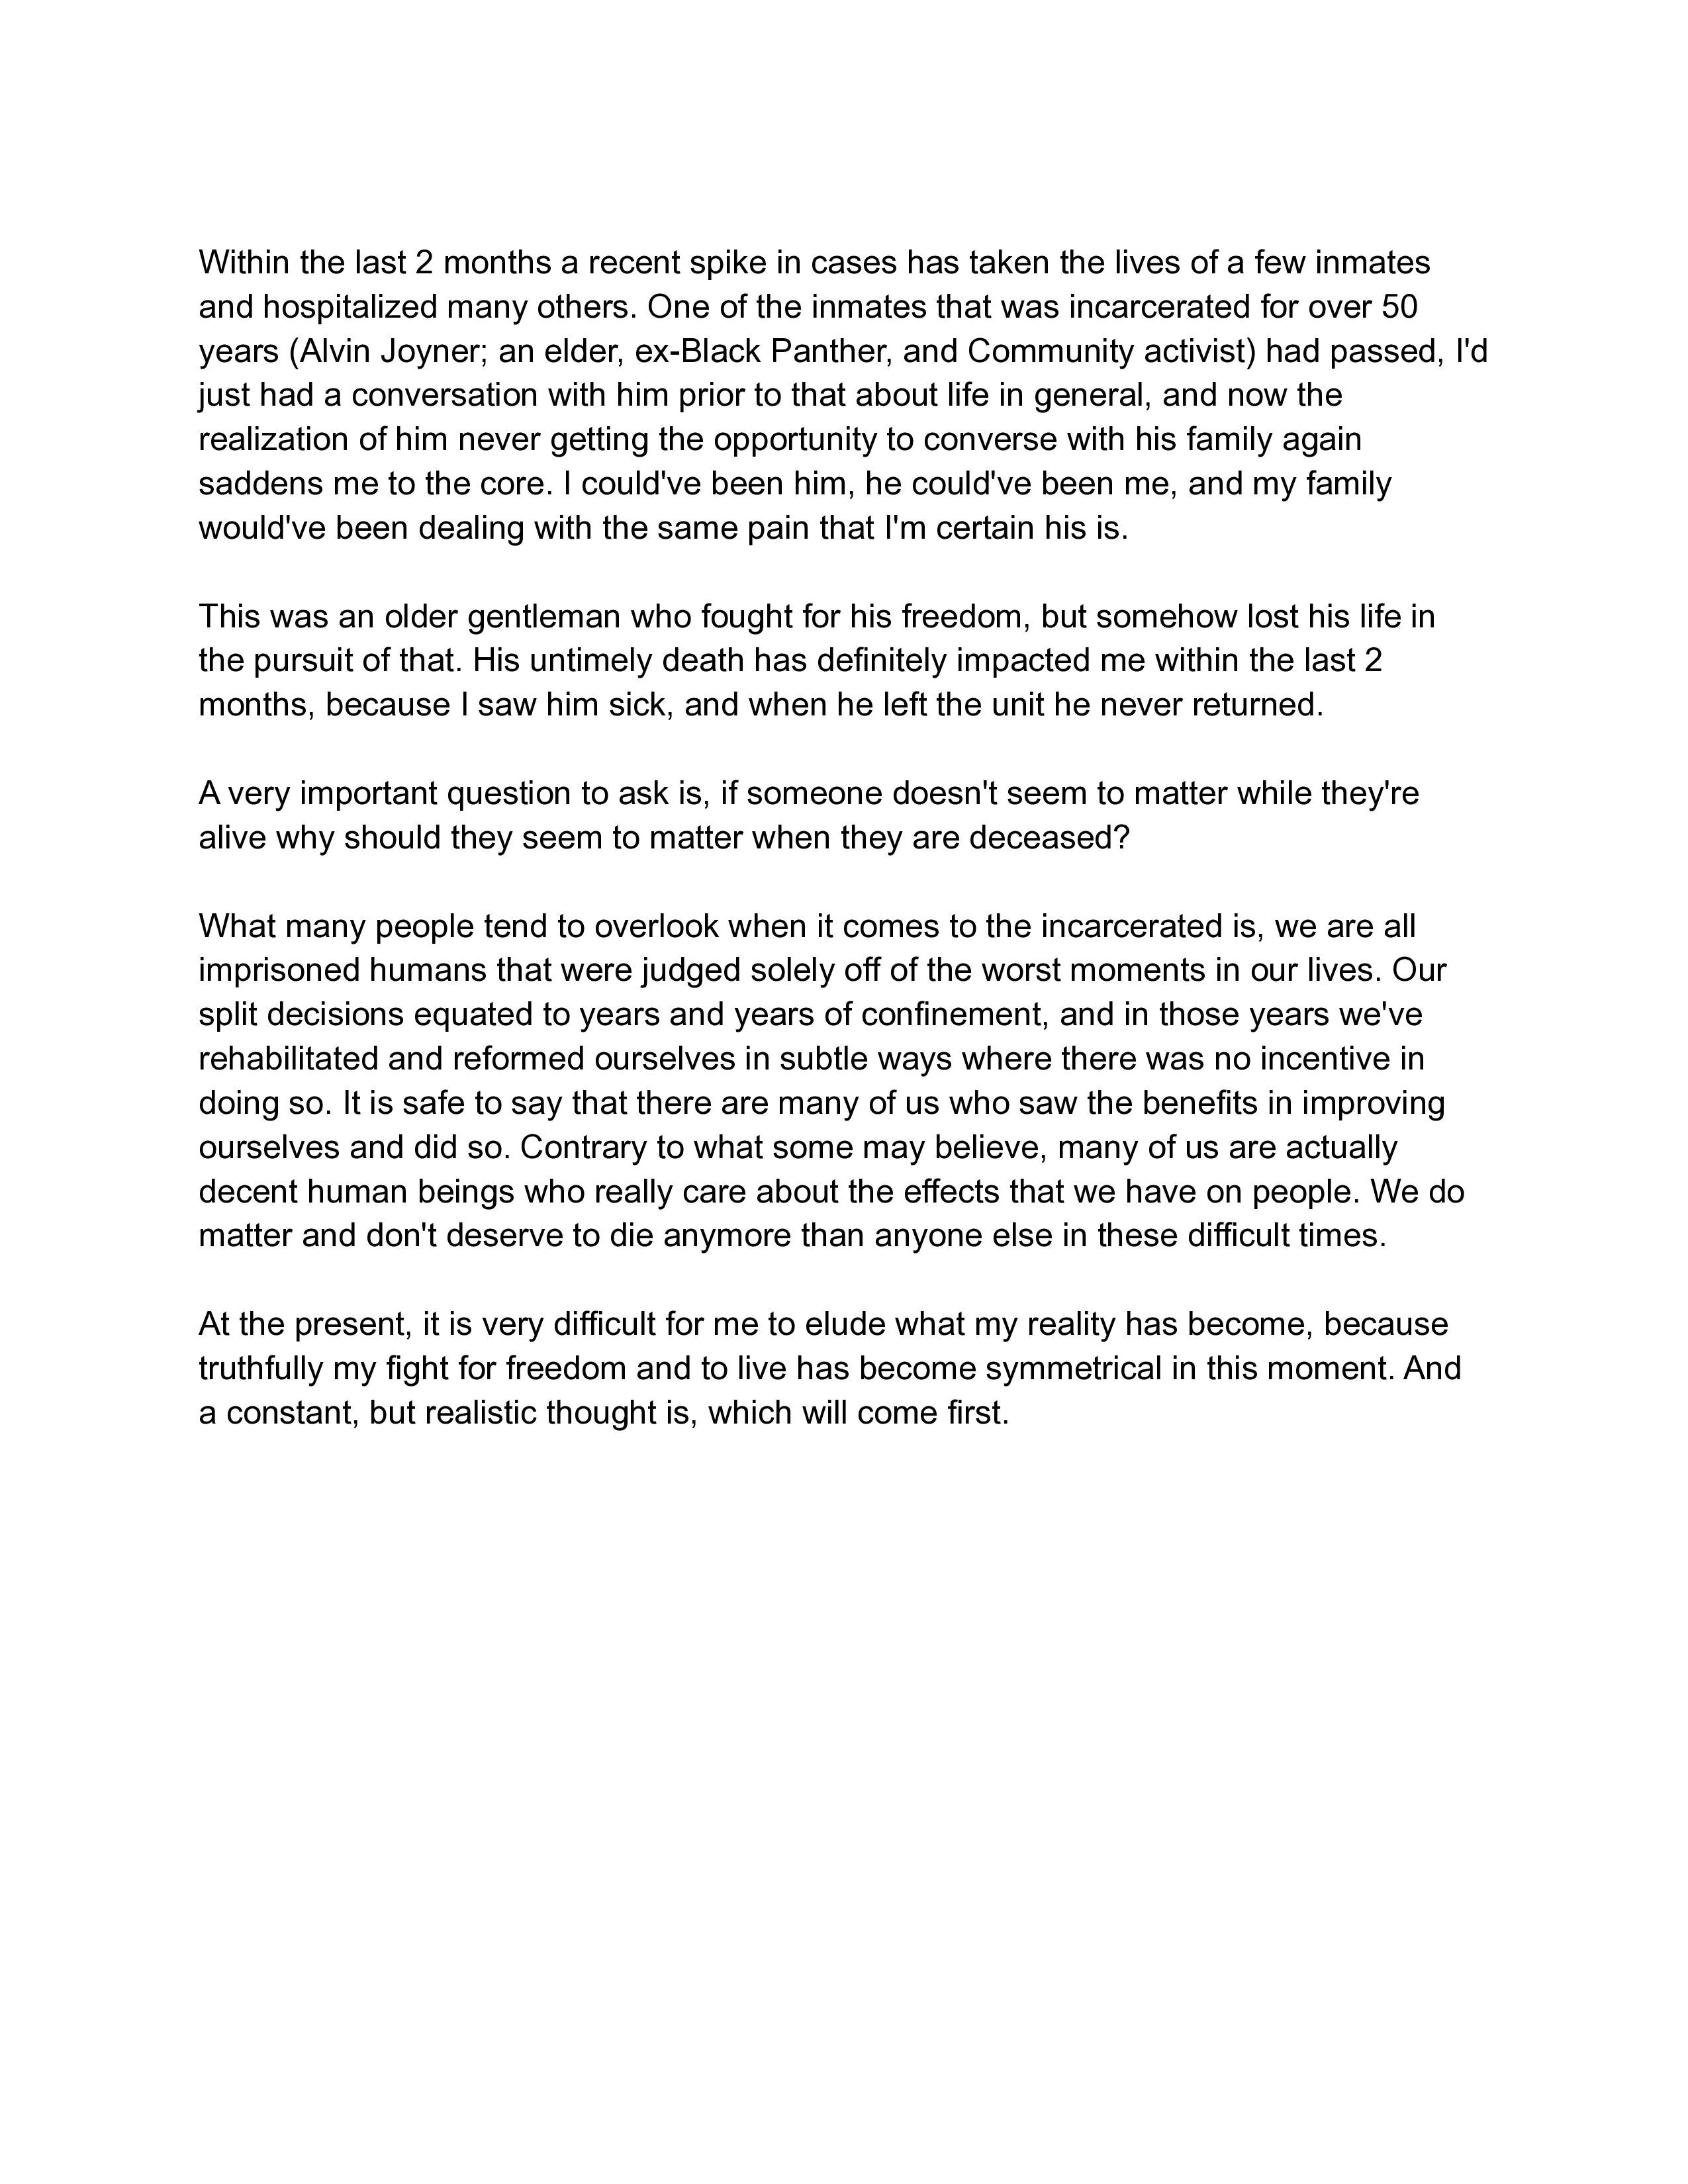 Within the last 2 months a recent spike in cases has taken the lives of a few inmates
and hospitalized many others. One of the inmates that was incarcerated for over 50
years (Alvin Joyner; an elder, ex-Black Panther, and Community activist) had passed, I'd
just had a conversation with him prior to that about life in general, and now the
realization of him never getting the opportunity to converse with his family again
saddens me to the core. I could've been him, he could've been me, and my family
would've been dealing with the same pain that I'm certain his is.

This was an older gentleman who fought for his freedom, but somehow lost his life in
the pursuit of that. His untimely death has definitely impacted me within the last 2
months, because I saw him sick, and when he left the unit he never returned.

A very important question to ask is, if someone doesn't seem to matter while they're
alive why should they seem to matter when they are deceased?

What many people tend to overlook when it comes to the incarcerated is, we are all
imprisoned humans that were judged solely off of the worst moments in our lives. Our
split decisions equated to years and years of confinement, and in those years we've
rehabilitated and reformed ourselves in subtle ways where there was no incentive in
doing so. It is safe to say that there are many of us who saw the benefits in improving
ourselves and did so. Contrary to what some may believe, many of us are actually
decent human beings who really care about the effects that we have on people. We do
matter and don't deserve to die anymore than anyone else in these difficult times.

At the present, it is very difficult for me to elude what my reality has become, because
truthfully my fight for freedom and to live has become symmetrical in this moment. And
a constant, but realistic thought is, which will come first.